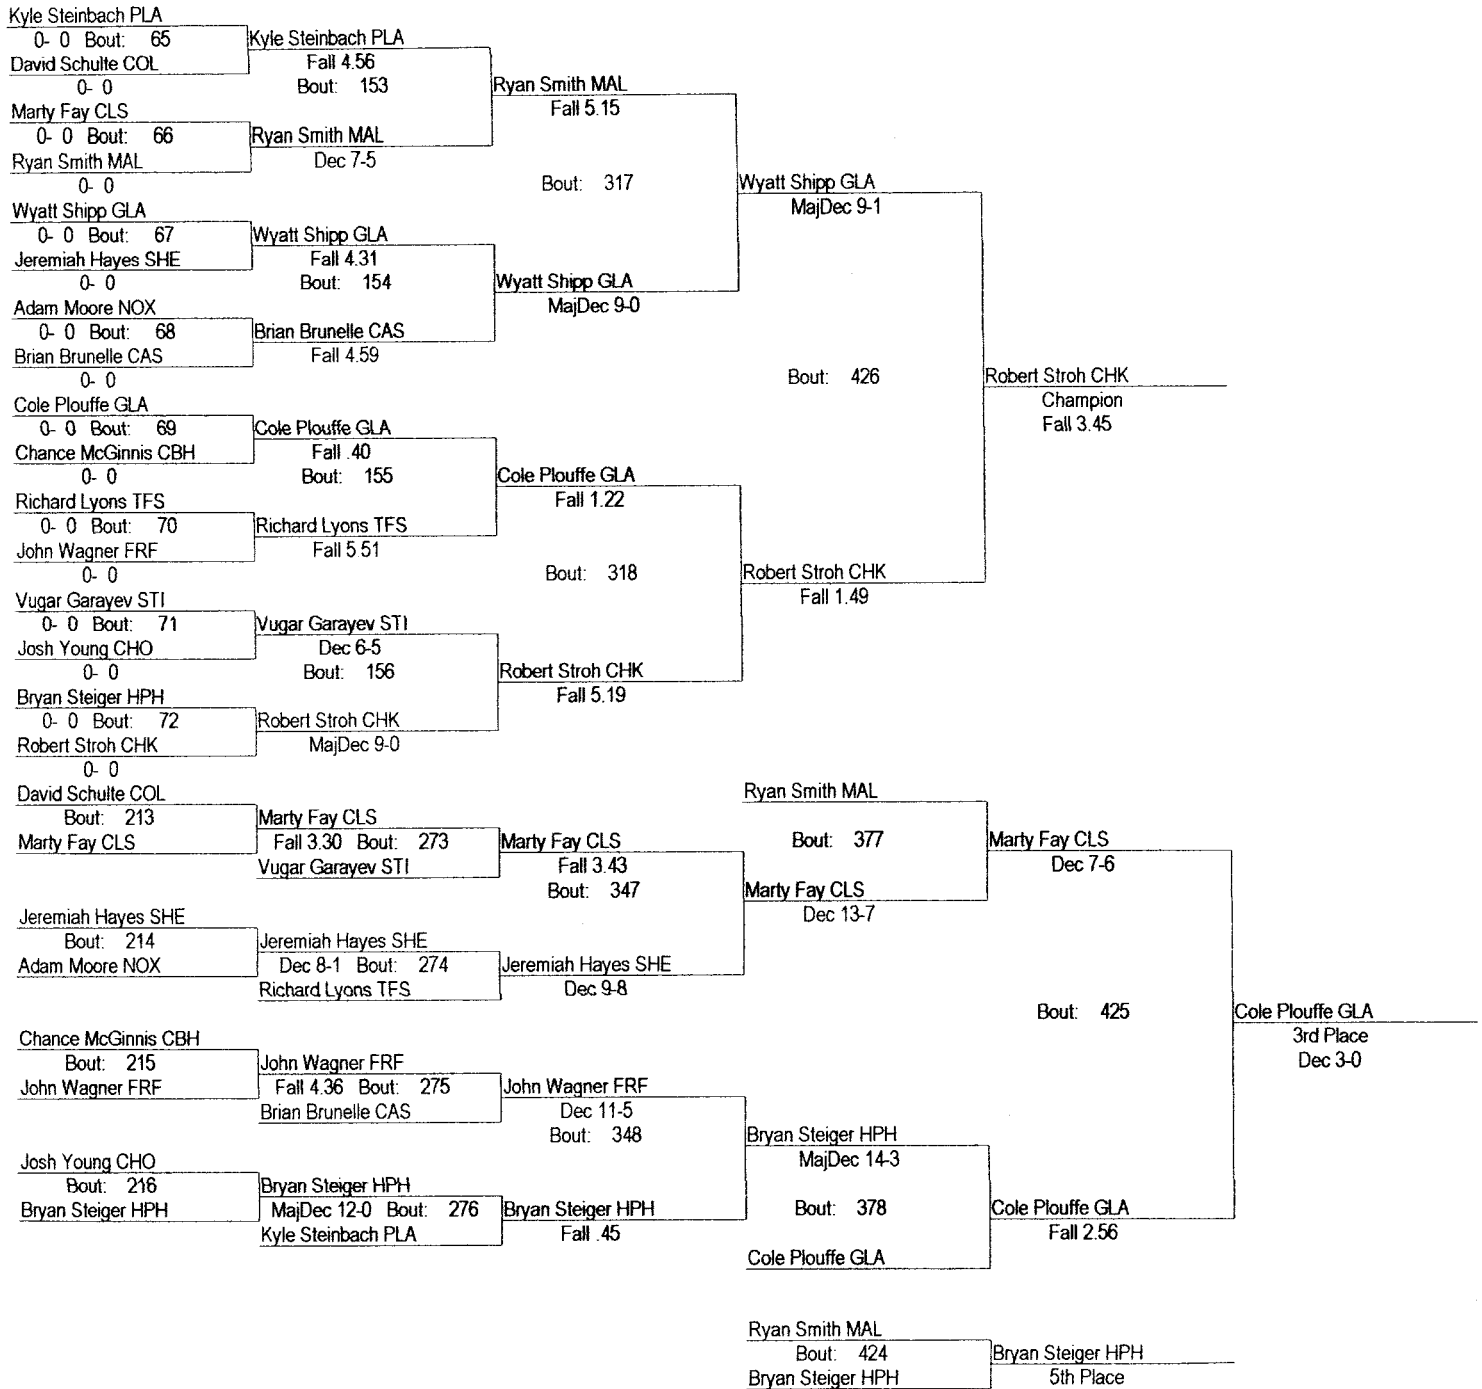 Kyle Steinbach PLA
0- 0 Bout: 65 Kyle Steinbach PLA
David Schulte COL Fall 4.56
0- 0 Bout: 153 Ryan Smith MAL
Marty Fay CLS Fall 5.15
0- 0 Bout: 66 Ryan Smith MAL
Ryan Smith MAL Dec 7-5
0- 0 Bout: 317 Wyatt Shipp GLA
Wyatt Shipp GLA MajDec 9-1
0- 0 Bout: 67 Wyatt Shipp GLA
Jeremiah Hayes SHE Fall 4.31
0- 0 Bout: 154 Wyatt Shipp GLA
Adam Moore NOX MajDec 9-0
0- 0 Bout: 68 Brian Brunelle CAS
Brian Brunelle CAS Fall 4.59
0- 0 Bout: 426 Robert Stroh CHK
Cole Plouffe GLA Champion
0- 0 Bout: 69 Cole Plouffe GLA Fall 3.45
Chance McGinnis CBH Fall .40
0- 0 Bout: 155 Cole Plouffe GLA
Richard Lyons TFS Fall 1.22
0- 0 Bout: 70 Richard Lyons TFS
John Wagner FRF Fall 5 51
0- 0 Bout: 318 Robert Stroh CHK
Vugar Garayev STI Fall 1.49
0- 0 Bout: 71 Vugar Garayev STI
Josh Young CHO Dec 6-5
0- 0 Bout: 156 Robert Stroh CHK
Bryan Steiger HPH Fall 5.19
0- 0 Bout: 72 Robert Stroh CHK
Robert Stroh CHK MajDec 9-0
0- 0
David Schulte COL Ryan Smith MAL
Bout: 213 Marty Fay CLS
Marty Fay CLS Fall 3.30 Bout: 273 Marty Fay CLS Bout: 377 Marty Fay CLS
Vugar Garayev STI Fall 3.43 Dec 7-6
Bout: 347 Marty Fay CLS
Jeremiah Hayes SHE Dec 13-7
Bout: 214 Jeremiah Hayes SHE
Adam Moore NOX Dec 8-1 Bout: 274 Jeremiah Hayes SHE
Richard Lyons TFS Dec 9-8
Bout: 425 Cole Plouffe GLA
Chance McGinnis CBH 3rd Place
Bout: 215 John Wagner FRF Dec 3-0
John Wagner FRF Fall 4.36 Bout: 275 John Wagner FRF
Brian Brunelle CAS Dec 11-5
Bout: 348 Bryan Steiger HPH
Josh Young CHO MajDec 14-3
Bout: 216 Bryan Steiger HPH
Bryan Steiger HPH MajDec 12-0 Bout: 276 Bryan Steiger HPH Bout: 378 Cole Plouffe GLA
Kyle Steinbach PLA Fall .45 Fall 2.56
Cole Plouffe GLA
Ryan Smith MAL
Bout: 424 Bryan Steiger HPH
Bryan Steiger HPH 5th Place